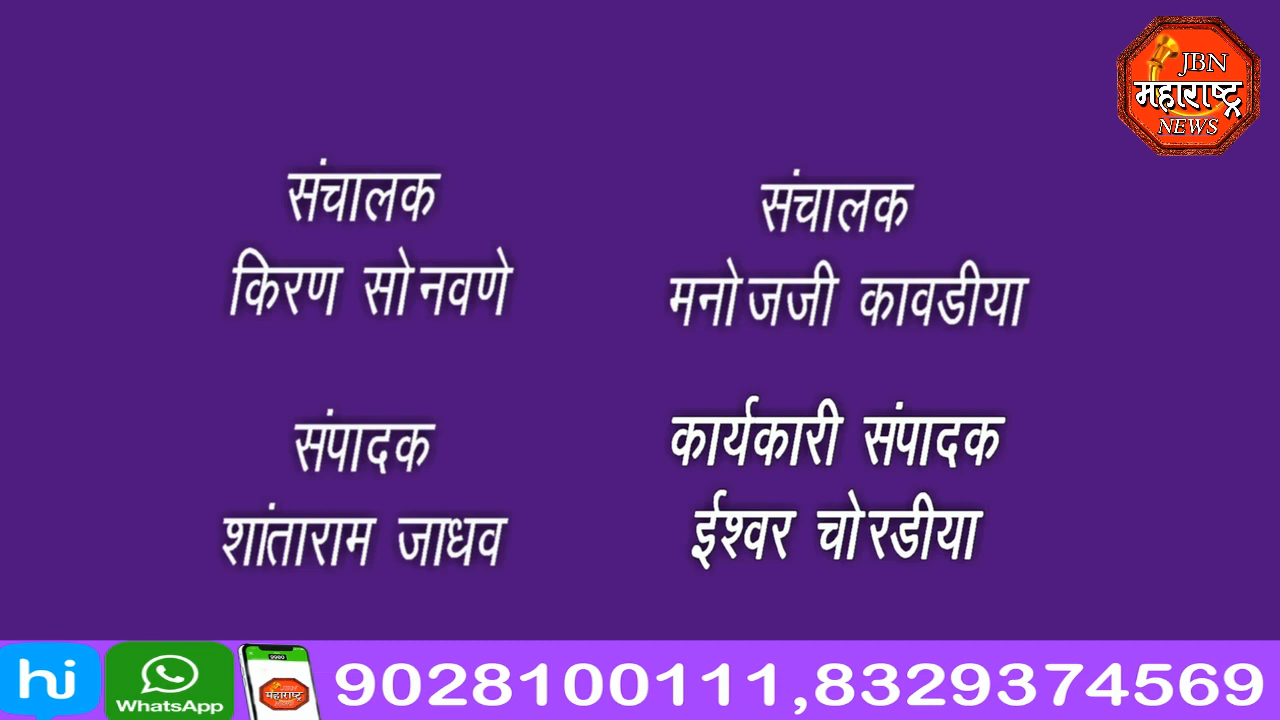 JBN
महाराष्ट्र
NEWS
संचालक
किरण सोनवणे
संचालक
मनोजजी कावडीया
संपादक
शांताराम जाधव
कार्यकारी संपादक
ईश्वर चोरडीया
hi
WhatsApp
महाराष्ट्र
9028100111,8329374569